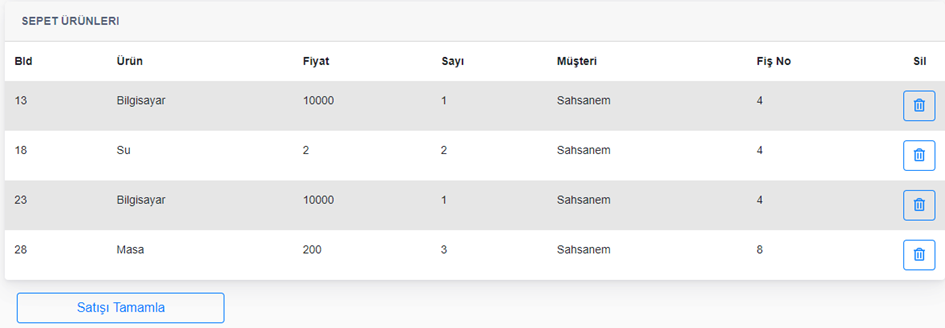 SEPET ÜRÜNLERI
BId Ürün Fiyat Sayı Müşteri Fiş No Sil
13 Bilgisayar 10000 1 Sahsanem 4
18 Su 2 2 Sahsanem 4
23 Bilgisayar 10000 1 Sahsanem 4
28 Masa 200 3 Sahsanem 8
Satışı Tamamla